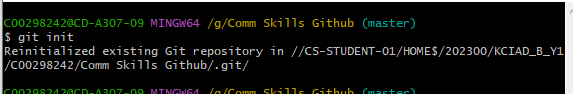 C00298242@CD-A307-09 MINGW64 /g/Comm Skills Github (master)
$ git init
Reinitialized existing Git repository in //CS-STUDENT-01/HOME$/202300/KCIAD_B_Y1
/C00298242/Comm Skills Github/.git/
C00298242@CD-A307-09 MINGW64 /g/Comm Skills Github (master)